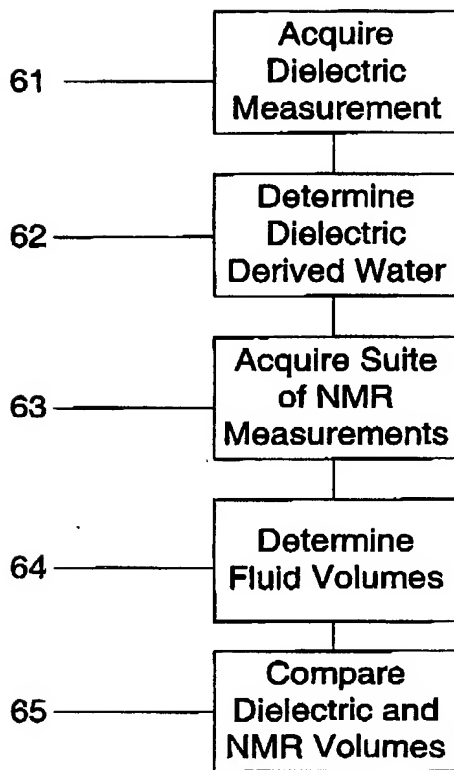 Acquire
61 Dielectric
Measurement
Determine
62 Dielectric
Derived Water
Acquire Suite
63 of NMR
Measurements
Determine
64 Fluid Volumes
Compare
65 Dielectric and
NMR Volumes